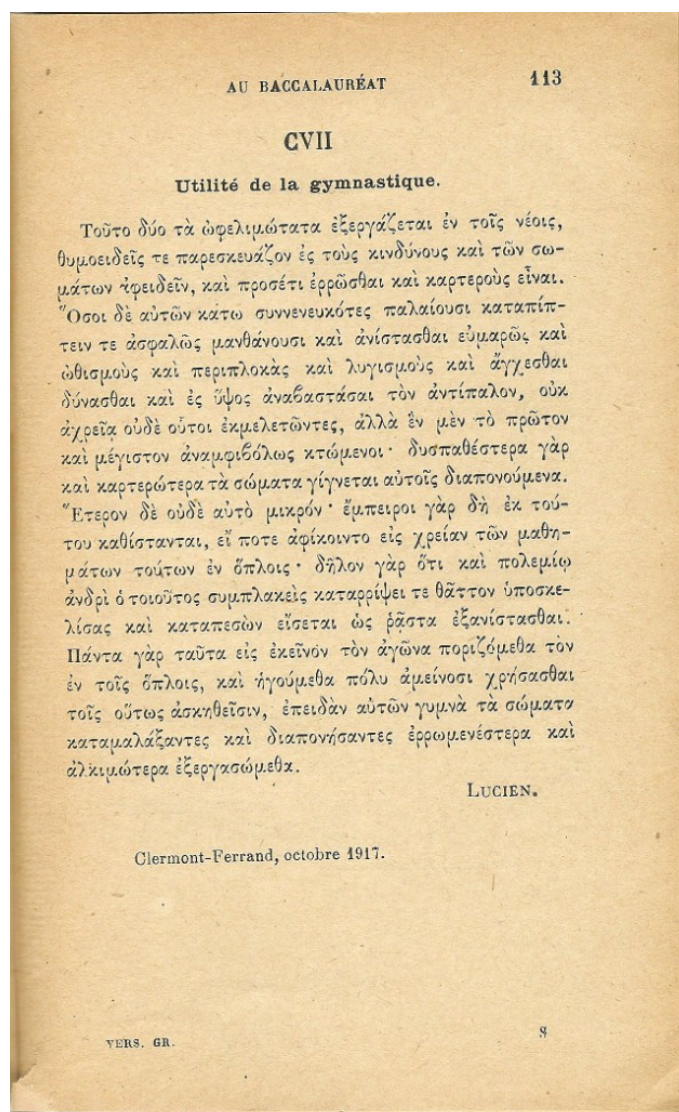 AU BACCALAURÉAT 113
CVII
Utilité de la gymnastique.
Τοῦτο δύο τὰ ὠφελιμώτατα ἐξεργάζεται ἐν τοῖς νέοις,
θυμοειδεῖς τε παρεσκευάζον ἐς τοὺς κινδύνους καὶ τῶν σω-
μάτων ἀφειδεῖν, καὶ προσέτι ἐρρῶσθαι καὶ καρτεροὺς εἶναι.
Ὅσοι δὲ αὐτῶν κάτω συννενευκότες παλαίουσι καταπίπ-
τειν τε ἀσφαλῶς μανθάνουσι καὶ ἀνίστασθαι εὐμαρῶς καὶ
ὠθισμοὺς καὶ περιπλοκὰς καὶ λυγισμοὺς καὶ ἄγχεσθαι
δύνασθαι καὶ ἐς ὕψος ἀναβαστάσαι τὸν ἀντίπαλον, οὐκ
ἀχρεῖα οὐδὲ οὗτοι ἐκμελετῶντες, ἀλλὰ ἓν μὲν τὸ πρῶτον
καὶ μέγιστον ἀναμφιβόλως κτώμενοι· δυσπαθέστερα γὰρ
καὶ καρτερώτερα τὰ σώματα γίγνεται αὐτοῖς διαπονούμενα.
Ἕτερον δὲ οὐδὲ αὐτὸ μικρόν· ἔμπειροι γὰρ δὴ ἐκ τού-
του καθίστανται, εἴ ποτε ἀφίκοιντο εἰς χρείαν τῶν μαθη-
μάτων τούτων ἐν ὅπλοις· δῆλον γὰρ ὅτι καὶ πολεμίῳ
ἀνδρὶ ὁ τοιοῦτος συμπλακεὶς καταρρίψει τε θᾶττον ὑποσκε-
λίσας καὶ καταπεσὼν εἴσεται ὡς ῥᾷστα ἐξανίστασθαι.
Πάντα γὰρ ταῦτα εἰς ἐκεῖνον τὸν ἀγῶνα ποριζόμεθα τὸν
ἐν τοῖς ὅπλοις, καὶ ἡγούμεθα πόλυ ἀμείνοσι χρήσασθαι
τοῖς οὕτως ἀσκηθεῖσιν, ἐπειδὰν αὐτῶν γυμνὰ τὰ σώματα
καταμαλάξαντες καὶ διαπονήσαντες ἐρρωμενέστερα καὶ
ἀλκιμώτερα ἐξεργασώμεθα.
LUCIEN.
Clermont-Ferrand, octobre 1917.
VERS. GR. 8